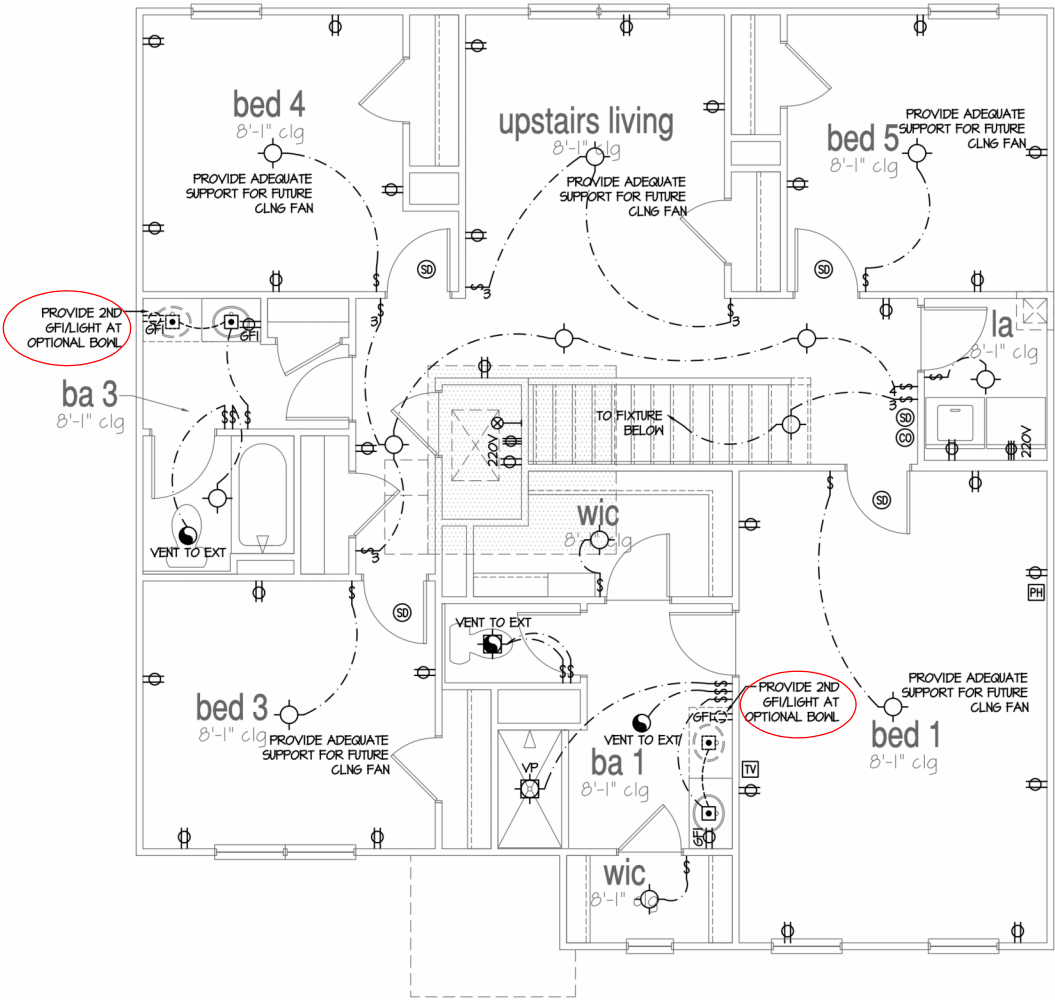 bed 4
8'-1" clg
PROVIDE ADEQUATE
SUPPORT FOR FUTURE
CLNG FAN
upstairs living
8'-1" clg
PROVIDE ADEQUATE
SUPPORT FOR FUTURE
CLNG FAN
bed 5
8'-1" clg
PROVIDE ADEQUATE
SUPPORT FOR FUTURE
CLNG FAN
SD
SD
$
$3
$3
$3
$
PROVIDE 2ND
GFI/LIGHT AT
OPTIONAL BOWL
GFI
GFI
la
8'-1" clg
$
ba 3
8'-1" clg
$$$
4$
3$
SD
CO
TO FIXTURE
BELOW
220V
220V
VENT TO EXT
$3
wic
8'-1" clg
$
$
SD
PH
$
SD
VENT TO EXT
$$
bed 3
8'-1" clg
PROVIDE ADEQUATE
SUPPORT FOR FUTURE
CLNG FAN
$$$
$$$
PROVIDE 2ND
GFI/LIGHT AT
OPTIONAL BOWL
GFI
VENT TO EXT
ba 1
8'-1" clg
VP
GFI
TV
PROVIDE ADEQUATE
SUPPORT FOR FUTURE
CLNG FAN
bed 1
8'-1" clg
wic
8'-1" clg
$